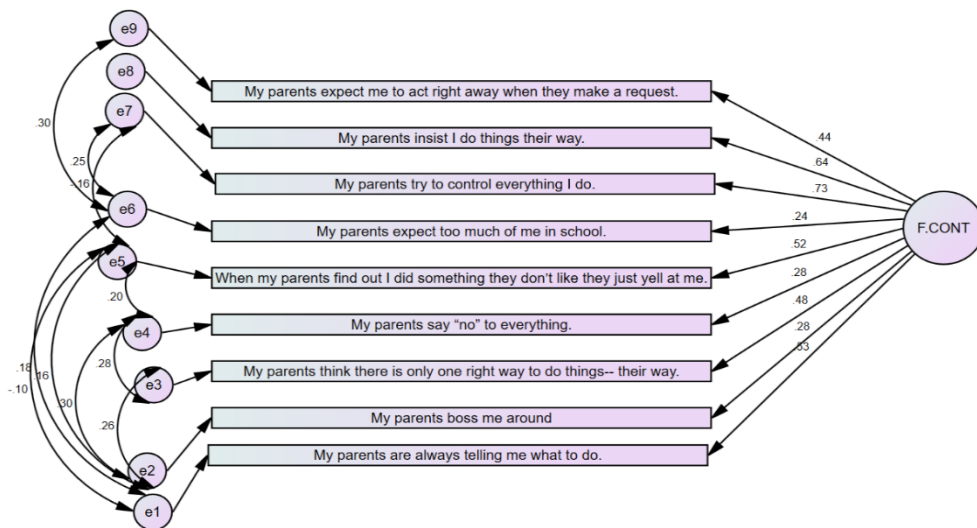 e9
e8
My parents expect me to act right away when they make a request.
e7
.30
.44
My parents insist I do things their way.
.64
.25
-.16
My parents try to control everything I do.
.73
e6
My parents expect too much of me in school.
.24
F.CONT
e5
.52
When my parents find out I did something they don’t like they just yell at me.
.20
.28
e4
My parents say “no” to everything.
.48
.28
.18
.16
-.10
My parents think there is only one right way to do things-- their way.
.28
e3
.30
.53
.26
My parents boss me around
e2
My parents are always telling me what to do.
e1